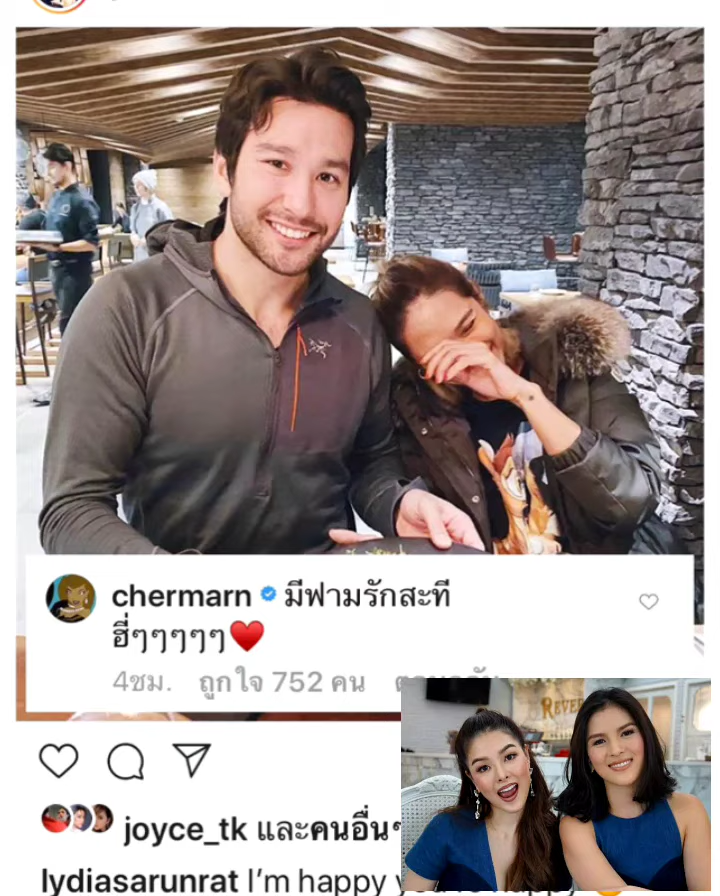 chermarn มีฟามรักสะที
ฮี่ๆๆๆๆๆ❤️
4ชม. ถูกใจ 752 คน
REVER
joyce_tk และคนอื่นๆ
lydiasarunrat I'm happy